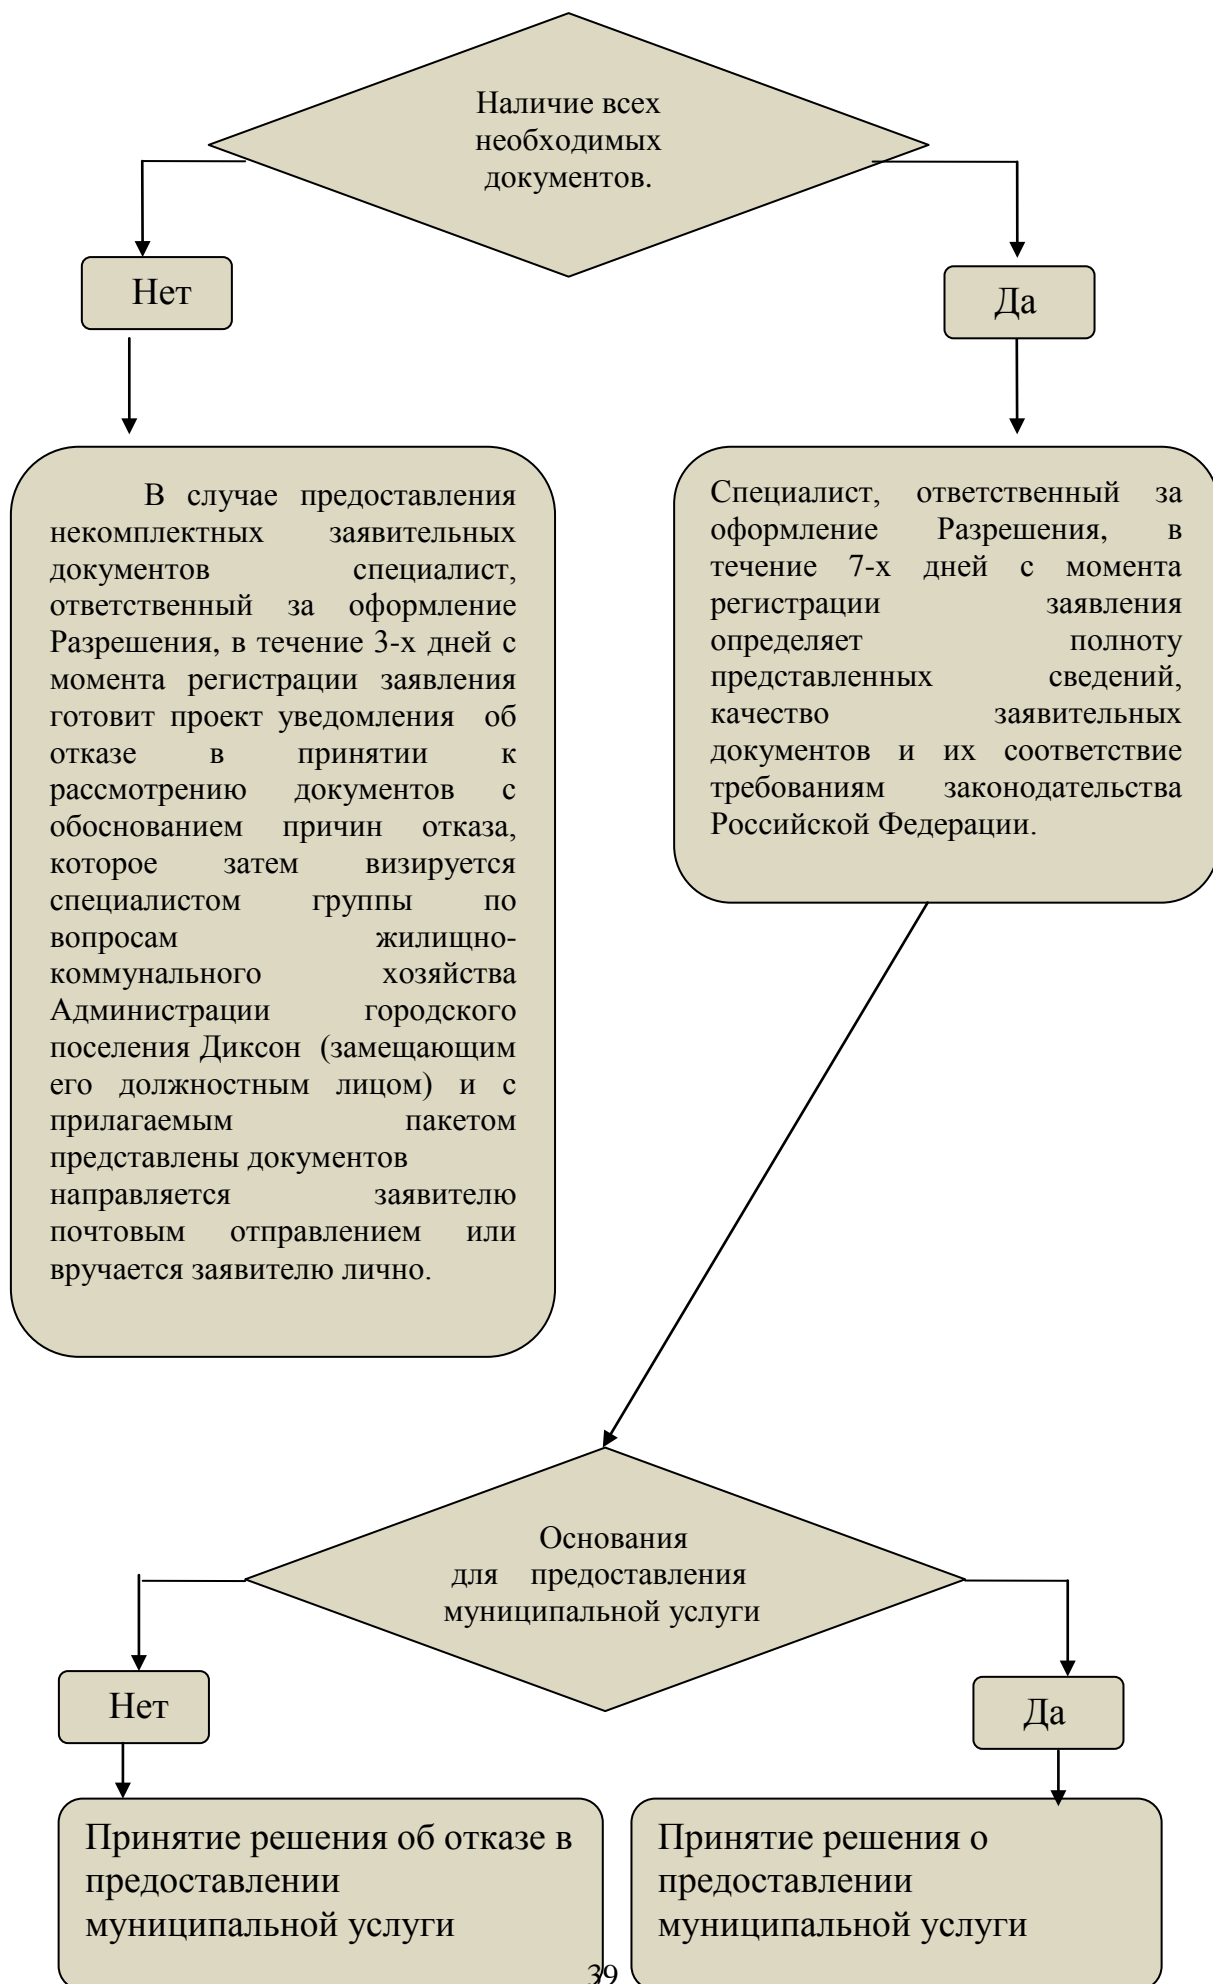 Наличие всех
необходимых
документов.
Нет
Да
В случае предоставления
некомплектных заявительных
документов специалист,
ответственный за оформление
Разрешения, в течение 3-х дней с
момента регистрации заявления
готовит проект уведомления об
отказе в принятии к
рассмотрению документов с
обоснованием причин отказа,
которое затем визируется
специалистом группы по
вопросам жилищно-
коммунального хозяйства
Администрации городского
поселения Диксон (замещающим
его должностным лицом) и с
прилагаемым пакетом
представлены документов
направляется заявителю
почтовым отправлением или
вручается заявителю лично.
Специалист, ответственный за
оформление Разрешения, в
течение 7-х дней с момента
регистрации заявления
определяет полноту
представленных сведений,
качество заявительных
документов и их соответствие
требованиям законодательства
Российской Федерации.
Основания
для предоставления
муниципальной услуги
Нет
Да
Принятие решения об отказе в
предоставлении
муниципальной услуги
Принятие решения о
предоставлении
муниципальной услуги
39